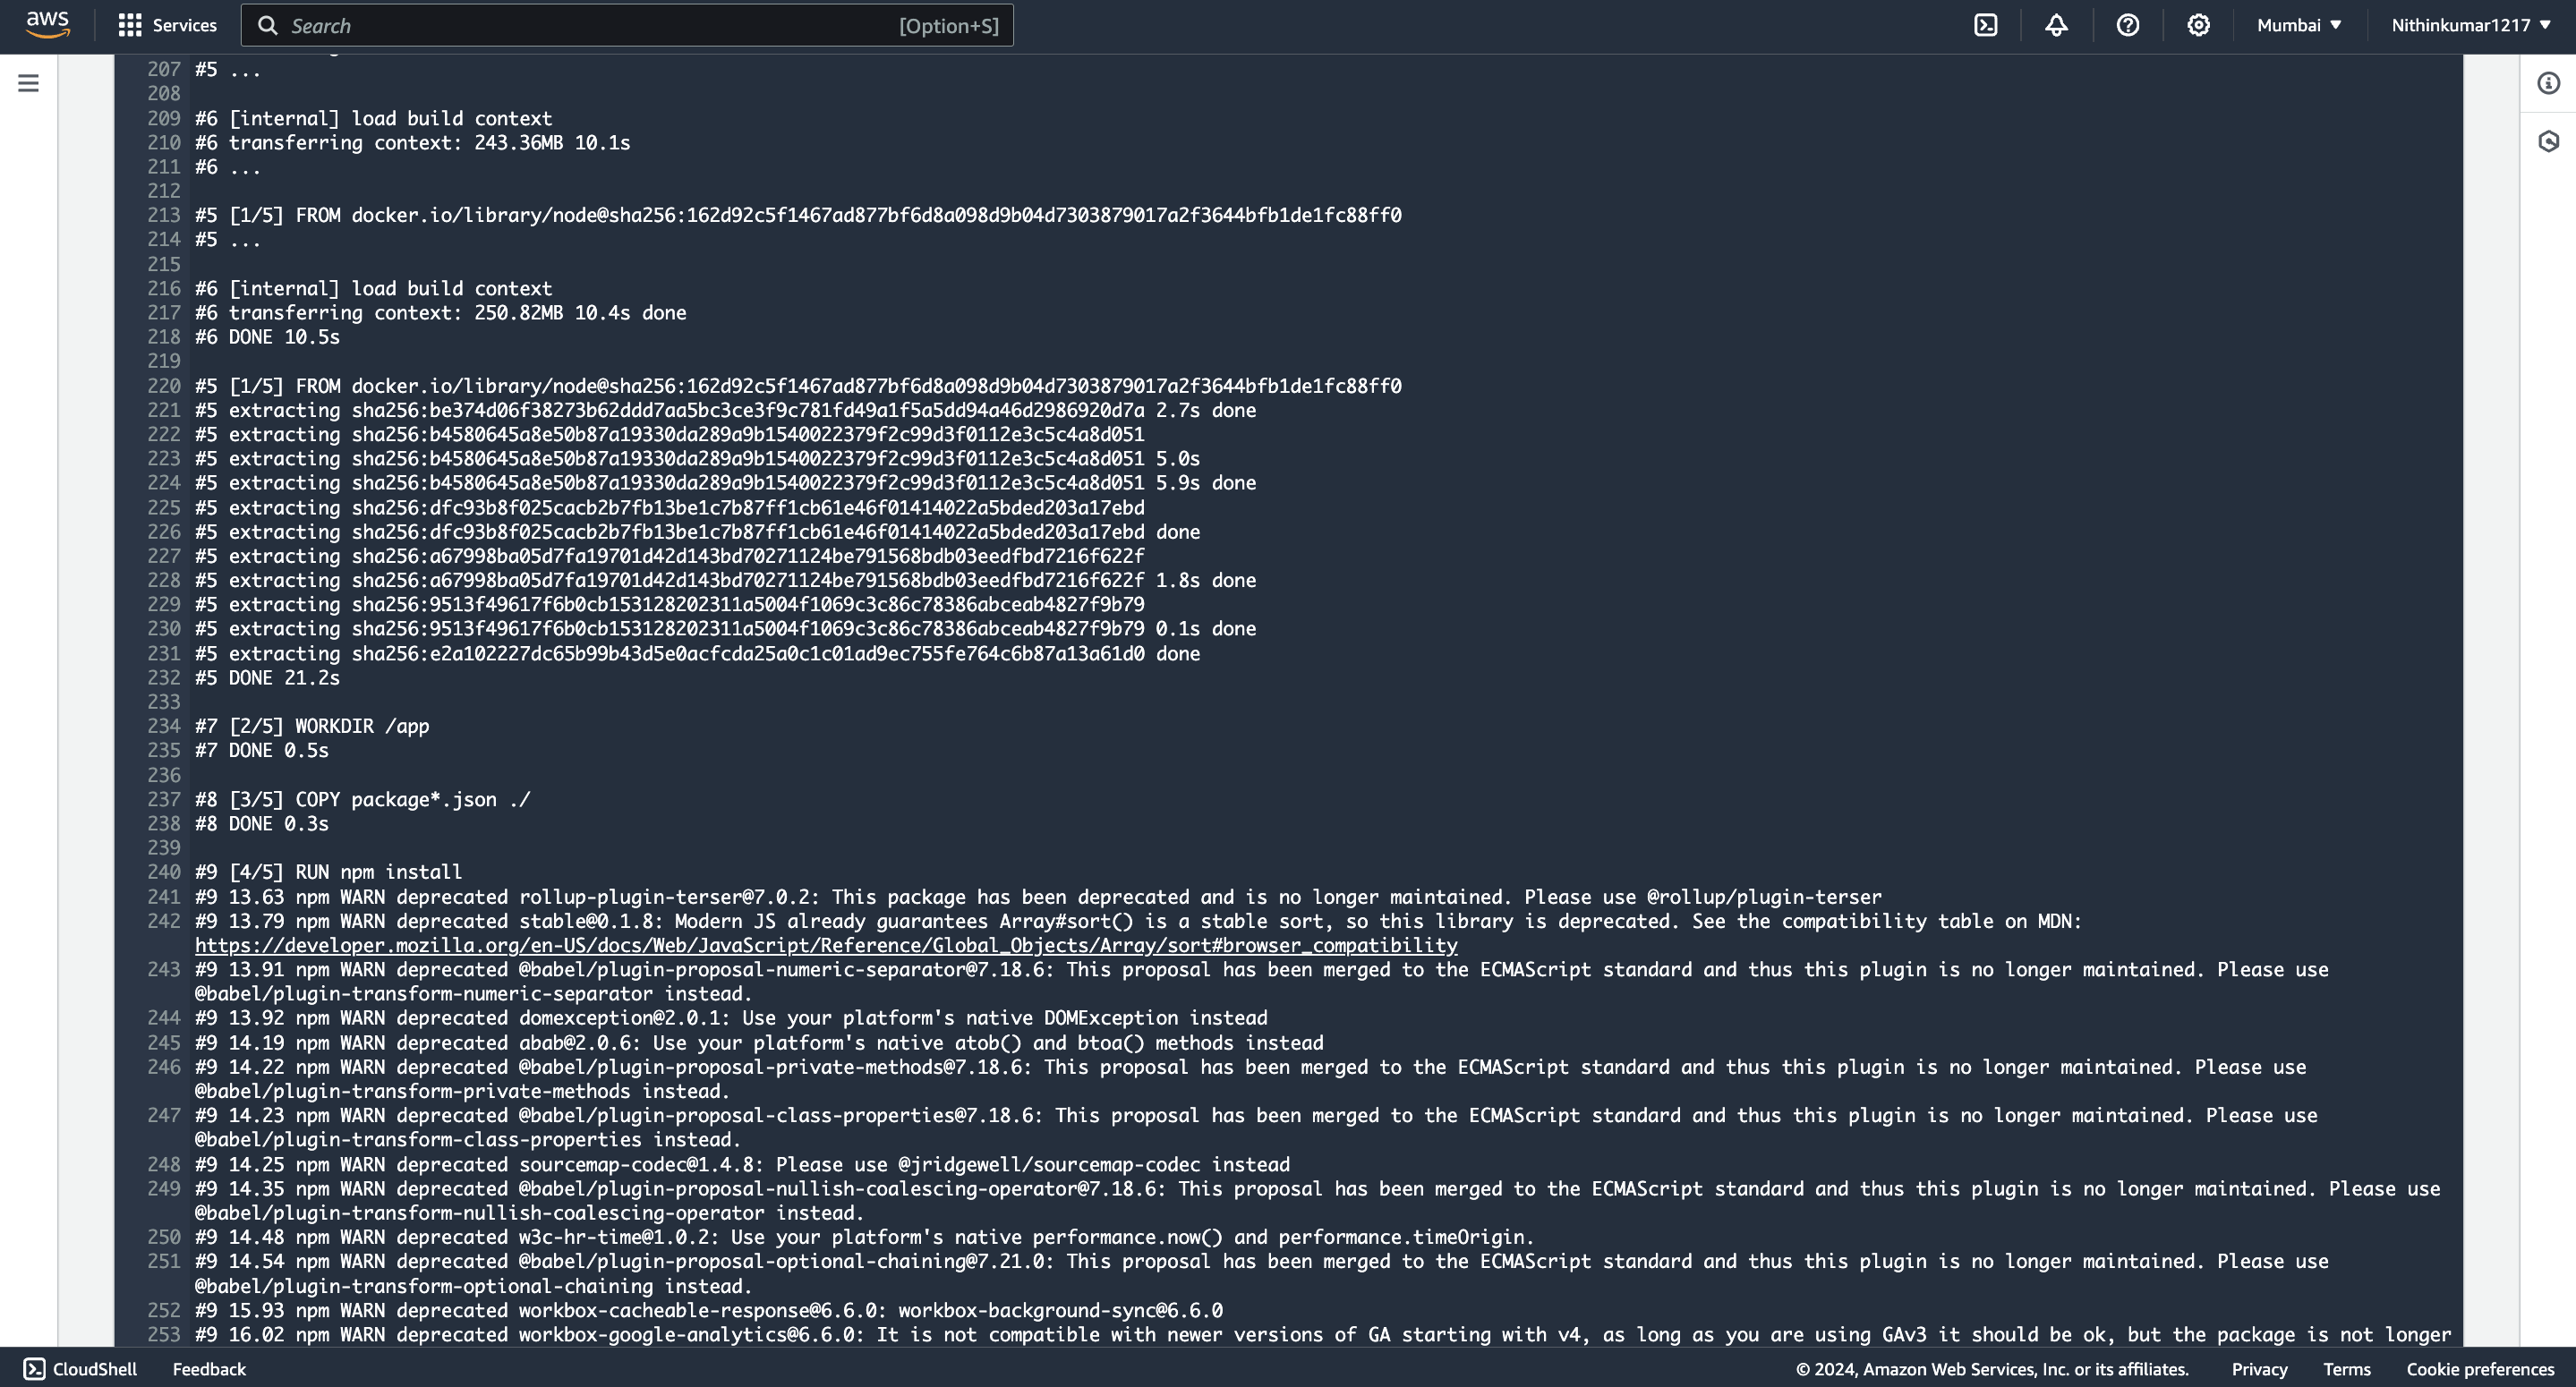 aws
Services
Search
[Option+S]
Mumbai ▼
Nithinkumar1217 ▼
207 #5 ...
208
209 #6 [internal] load build context
210 #6 transferring context: 243.36MB 10.1s
211 #6 ...
212
213 #5 [1/5] FROM docker.io/library/node@sha256:162d92c5f1467ad877bf6d8a098d9b04d7303879017a2f3644bfb1de1fc88ff0
214 #5 ...
215
216 #6 [internal] load build context
217 #6 transferring context: 250.82MB 10.4s done
218 #6 DONE 10.5s
219
220 #5 [1/5] FROM docker.io/library/node@sha256:162d92c5f1467ad877bf6d8a098d9b04d7303879017a2f3644bfb1de1fc88ff0
221 #5 extracting sha256:be374d06f38273b62ddd7aa5bc3ce3f9c781fd49a1f5a5dd94a46d2986920d7a 2.7s done
222 #5 extracting sha256:b4580645a8e50b87a19330da289a9b1540022379f2c99d3f0112e3c5c4a8d051
223 #5 extracting sha256:b4580645a8e50b87a19330da289a9b1540022379f2c99d3f0112e3c5c4a8d051 5.0s
224 #5 extracting sha256:b4580645a8e50b87a19330da289a9b1540022379f2c99d3f0112e3c5c4a8d051 5.9s done
225 #5 extracting sha256:dfc93b8f025cacb2b7fb13be1c7b87ff1cb61e46f01414022a5bded203a17ebd
226 #5 extracting sha256:dfc93b8f025cacb2b7fb13be1c7b87ff1cb61e46f01414022a5bded203a17ebd done
227 #5 extracting sha256:a67998ba05d7fa19701d42d143bd70271124be791568bdb03eedfbd7216f622f
228 #5 extracting sha256:a67998ba05d7fa19701d42d143bd70271124be791568bdb03eedfbd7216f622f 1.8s done
229 #5 extracting sha256:9513f49617f6b0cb153128202311a5004f1069c3c86c78386abceab4827f9b79
230 #5 extracting sha256:9513f49617f6b0cb153128202311a5004f1069c3c86c78386abceab4827f9b79 0.1s done
231 #5 extracting sha256:e2a102227dc65b99b43d5e0acfcda25a0c1c01ad9ec755fe764c6b87a13a61d0 done
232 #5 DONE 21.2s
233
234 #7 [2/5] WORKDIR /app
235 #7 DONE 0.5s
236
237 #8 [3/5] COPY package*.json ./
238 #8 DONE 0.3s
239
240 #9 [4/5] RUN npm install
241 #9 13.63 npm WARN deprecated rollup-plugin-terser@7.0.2: This package has been deprecated and is no longer maintained. Please use @rollup/plugin-terser
242 #9 13.79 npm WARN deprecated stable@0.1.8: Modern JS already guarantees Array#sort() is a stable sort, so this library is deprecated. See the compatibility table on MDN:
https://developer.mozilla.org/en-US/docs/Web/JavaScript/Reference/Global_Objects/Array/sort#browser_compatibility
243 #9 13.91 npm WARN deprecated @babel/plugin-proposal-numeric-separator@7.18.6: This proposal has been merged to the ECMAScript standard and thus this plugin is no longer maintained. Please use
@babel/plugin-transform-numeric-separator instead.
244 #9 13.92 npm WARN deprecated domexception@2.0.1: Use your platform's native DOMException instead
245 #9 14.19 npm WARN deprecated abab@2.0.6: Use your platform's native atob() and btoa() methods instead
246 #9 14.22 npm WARN deprecated @babel/plugin-proposal-private-methods@7.18.6: This proposal has been merged to the ECMAScript standard and thus this plugin is no longer maintained. Please use
@babel/plugin-transform-private-methods instead.
247 #9 14.23 npm WARN deprecated @babel/plugin-proposal-class-properties@7.18.6: This proposal has been merged to the ECMAScript standard and thus this plugin is no longer maintained. Please use
@babel/plugin-transform-class-properties instead.
248 #9 14.25 npm WARN deprecated sourcemap-codec@1.4.8: Please use @jridgewell/sourcemap-codec instead
249 #9 14.35 npm WARN deprecated @babel/plugin-proposal-nullish-coalescing-operator@7.18.6: This proposal has been merged to the ECMAScript standard and thus this plugin is no longer maintained. Please use
@babel/plugin-transform-nullish-coalescing-operator instead.
250 #9 14.48 npm WARN deprecated w3c-hr-time@1.0.2: Use your platform's native performance.now() and performance.timeOrigin.
251 #9 14.54 npm WARN deprecated @babel/plugin-proposal-optional-chaining@7.21.0: This proposal has been merged to the ECMAScript standard and thus this plugin is no longer maintained. Please use
@babel/plugin-transform-optional-chaining instead.
252 #9 15.93 npm WARN deprecated workbox-cacheable-response@6.6.0: workbox-background-sync@6.6.0
253 #9 16.02 npm WARN deprecated workbox-google-analytics@6.6.0: It is not compatible with newer versions of GA starting with v4, as long as you are using GAv3 it should be ok, but the package is not longer
CloudShell
Feedback
© 2024, Amazon Web Services, Inc. or its affiliates.
Privacy
Terms
Cookie preferences